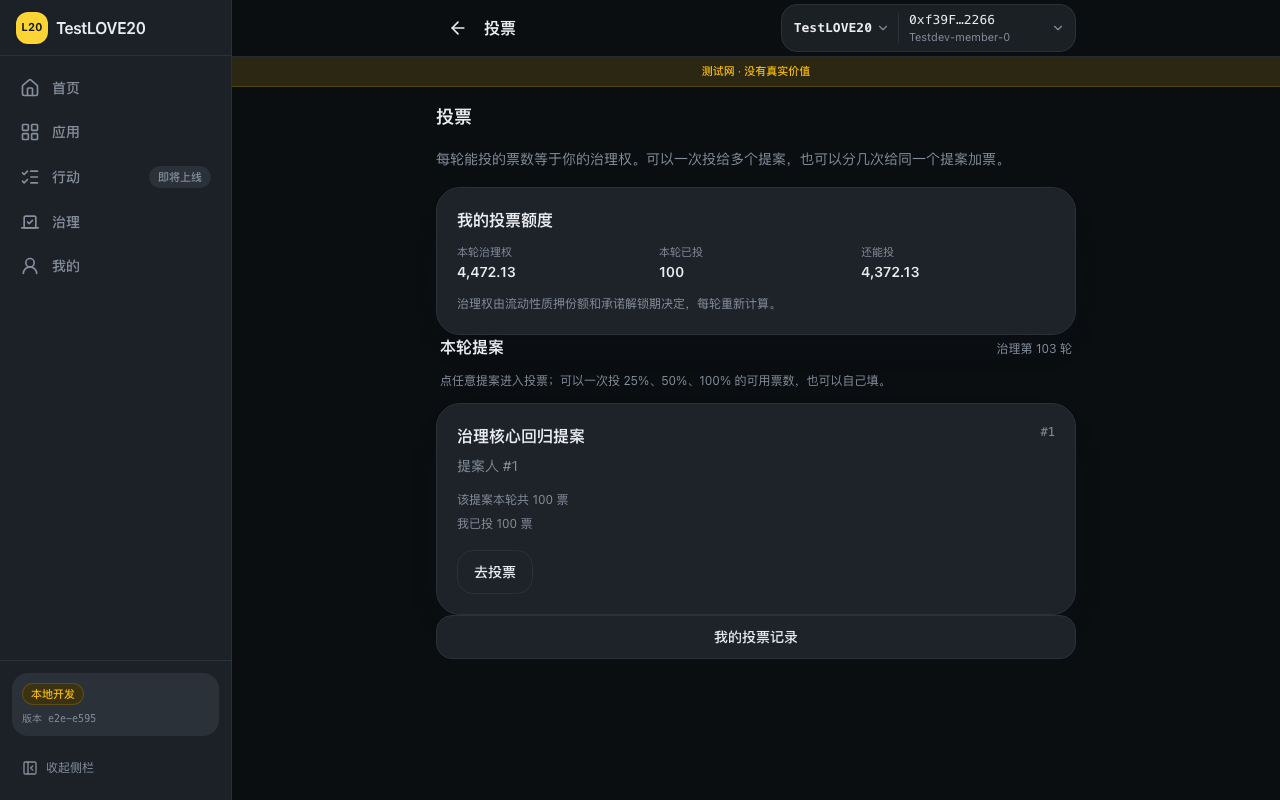 L20 TestLOVE20
首页
应用
行动 即将上线
治理
我的
本地开发
版本 e2e-e595
收起侧栏
投票
TestLOVE20
0xf39F…2266
Testdev-member-0
测试网 · 没有真实价值
投票
每轮能投的票数等于你的治理权。可以一次投给多个提案，也可以分几次给同一个提案加票。
我的投票额度
本轮治理权 本轮已投 还能投
4,472.13 100 4,372.13
治理权由流动性质押份额和承诺解锁期决定，每轮重新计算。
本轮提案 治理第 103 轮
点任意提案进入投票；可以一次投 25%、50%、100% 的可用票数，也可以自己填。
治理核心回归提案 #1
提案人 #1
该提案本轮共 100 票
我已投 100 票
去投票
我的投票记录